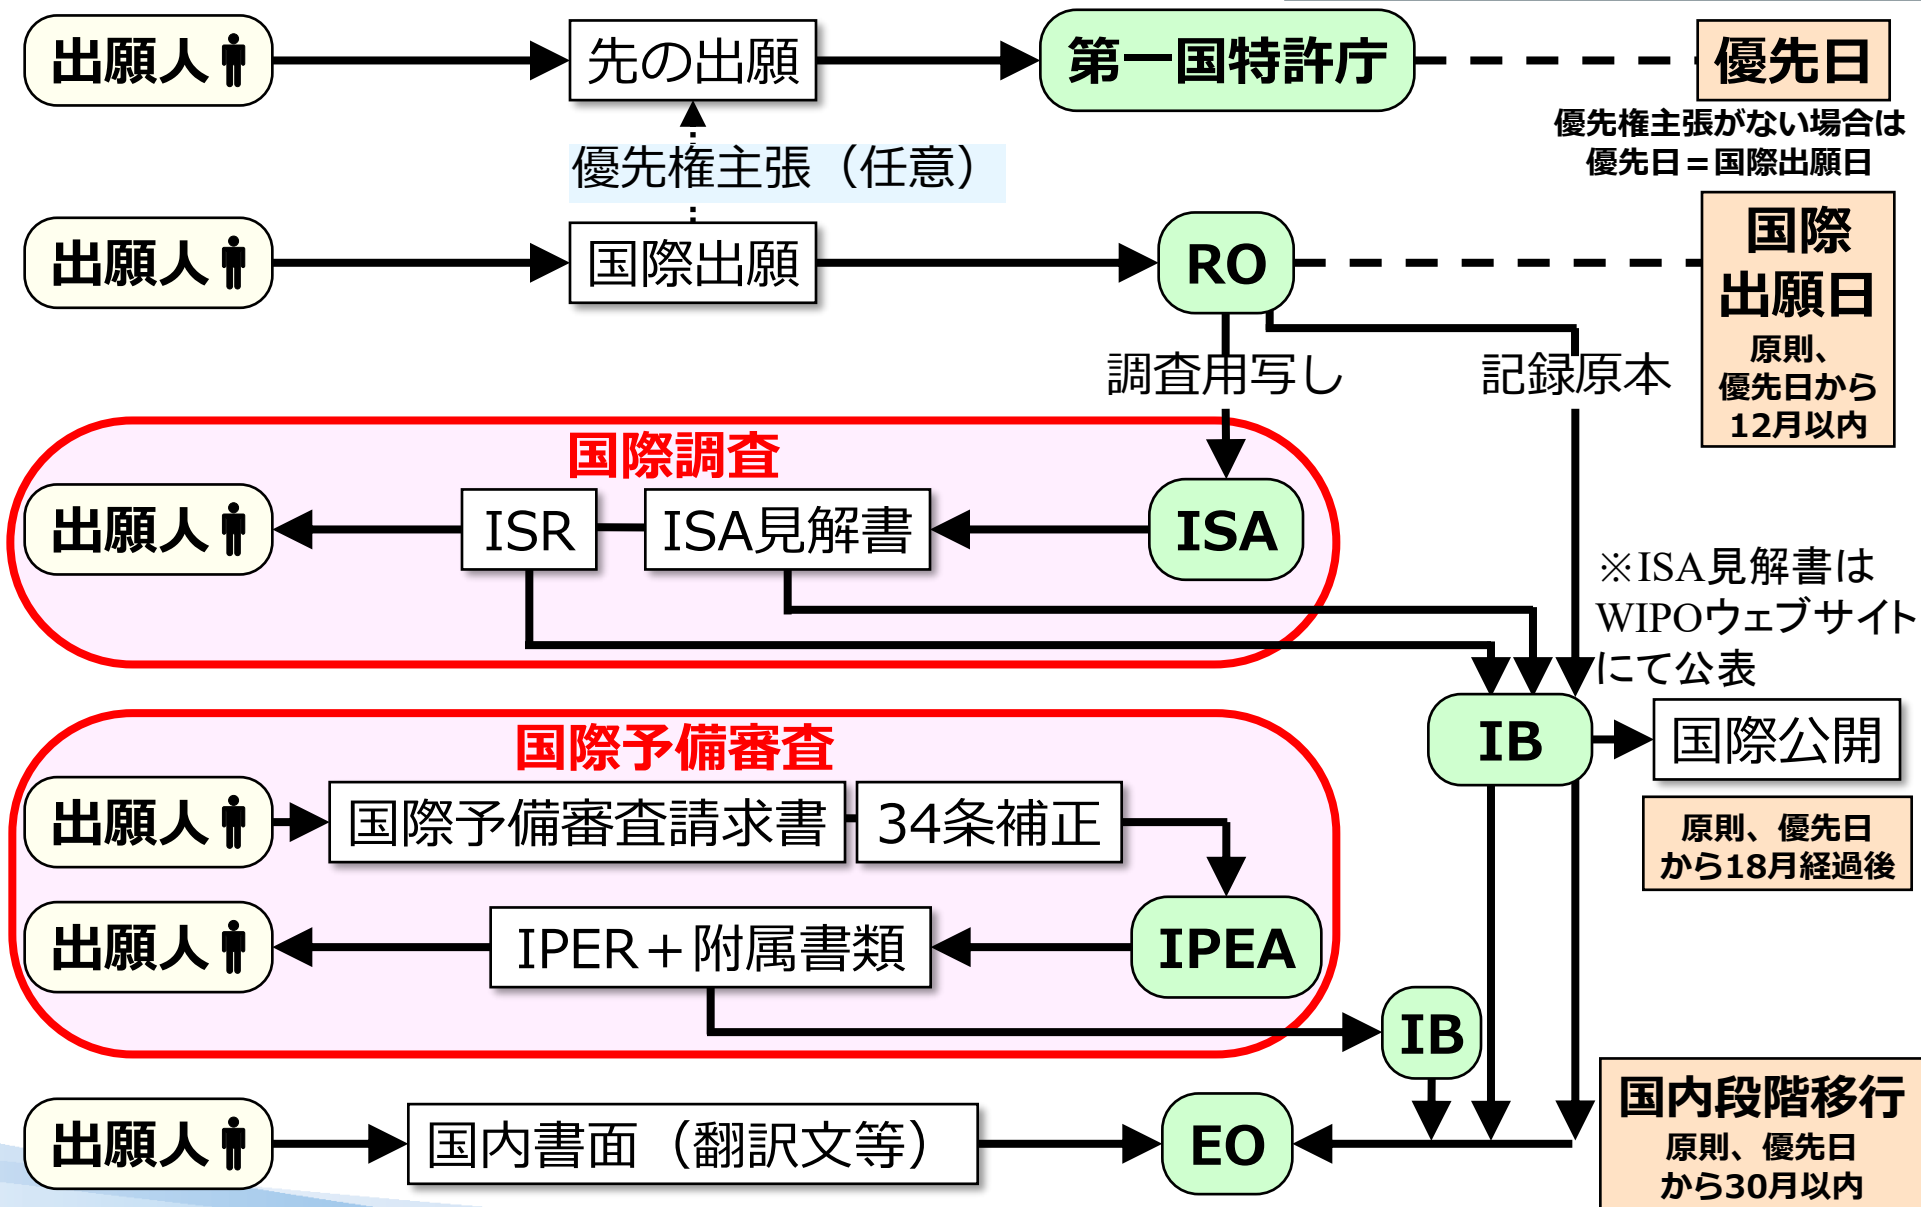 出願人
先の出願
第一国特許庁
優先日
優先権主張がない場合は
優先日＝国際出願日
優先権主張（任意）
出願人
国際出願
RO
国際
出願日
原則、
優先日から
12月以内
調査用写し
記録原本
国際調査
出願人
ISR
ISA見解書
ISA
※ISA見解書は
WIPOウェブサイト
にて公表
IB
国際公開
原則、優先日
から18月経過後
国際予備審査
出願人
国際予備審査請求書
34条補正
出願人
IPER＋附属書類
IPEA
IB
出願人
国内書面（翻訳文等）
EO
国内段階移行
原則、優先日
から30月以内